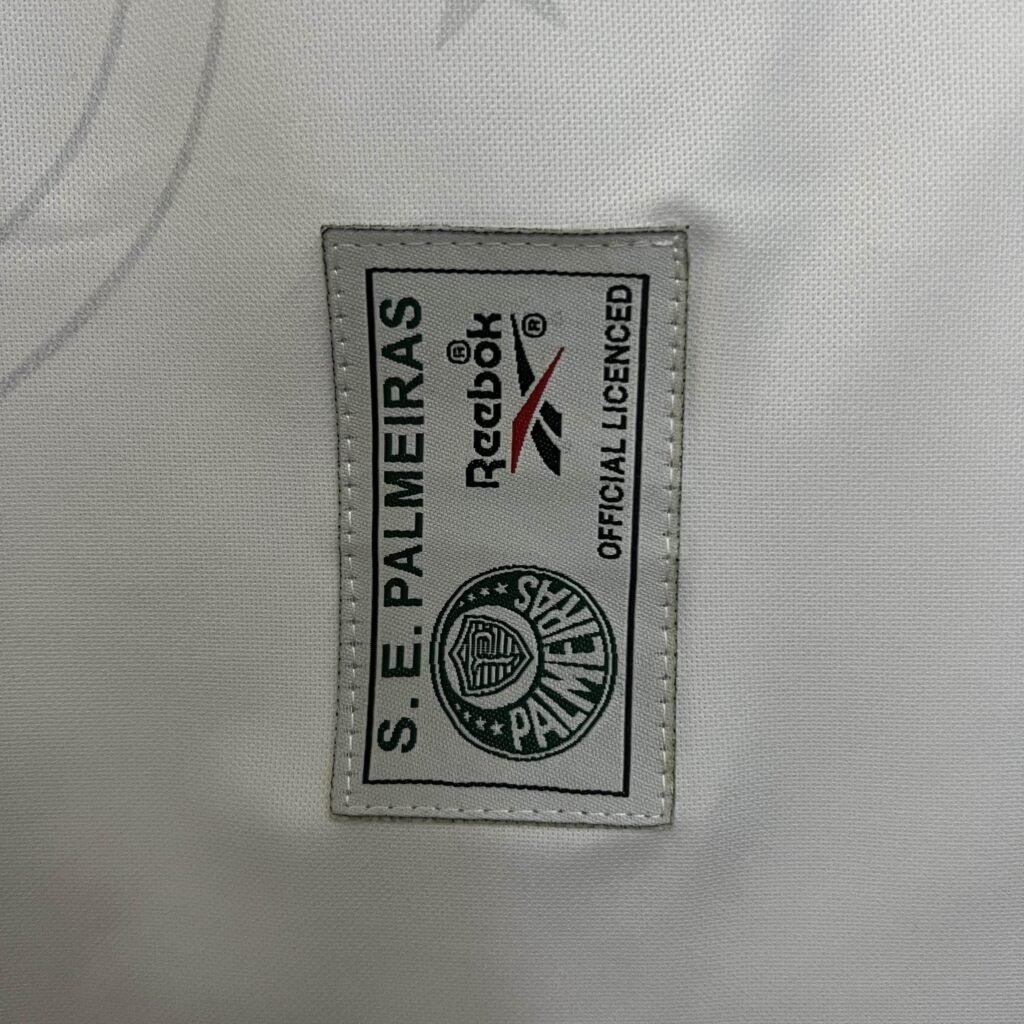 S.E. PALMEIRAS
Reebok®
®
PALMEIRAS
OFFICIAL LICENCED